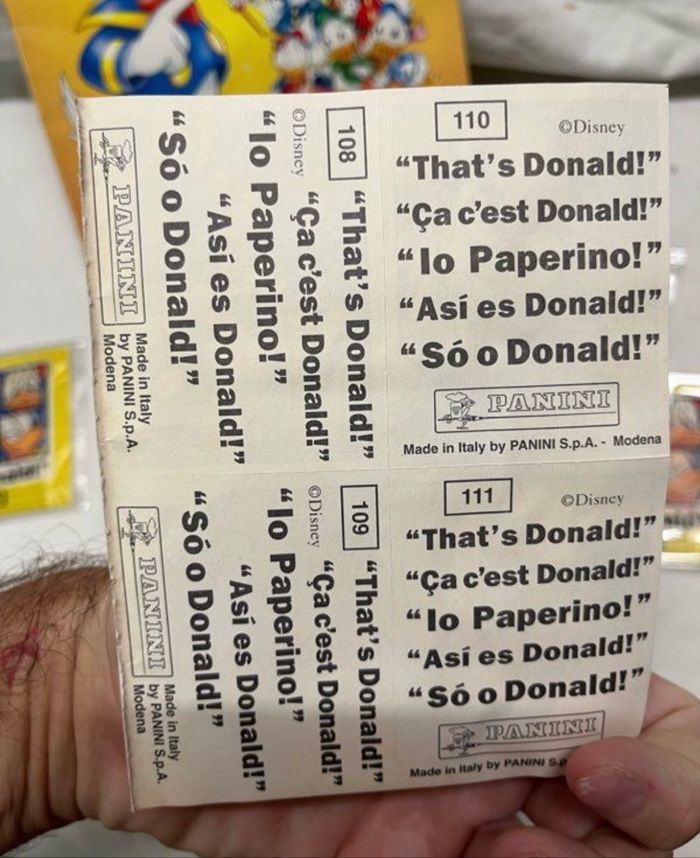 110
©Disney
“That’s Donald!”
“Ça c’est Donald!”
“Io Paperino!”
“Así es Donald!”
“Só o Donald!”
PANINI
Made in Italy by PANINI S.p.A. - Modena
111
©Disney
“That’s Donald!”
“Ça c’est Donald!”
“Io Paperino!”
“Así es Donald!”
“Só o Donald!”
PANINI
Made in Italy by PANINI S.p
108
©Disney
“That’s Donald!”
“Ça c’est Donald!”
“Io Paperino!”
“Así es Donald!”
“Só o Donald!”
PANINI
Made in Italy
by PANINI S.p.A.
Modena
109
©Disney
“That’s Donald!”
“Ça c’est Donald!”
“Io Paperino!”
“Así es Donald!”
“Só o Donald!”
PANINI
Made in Italy
by PANINI S.p.A.
Modena